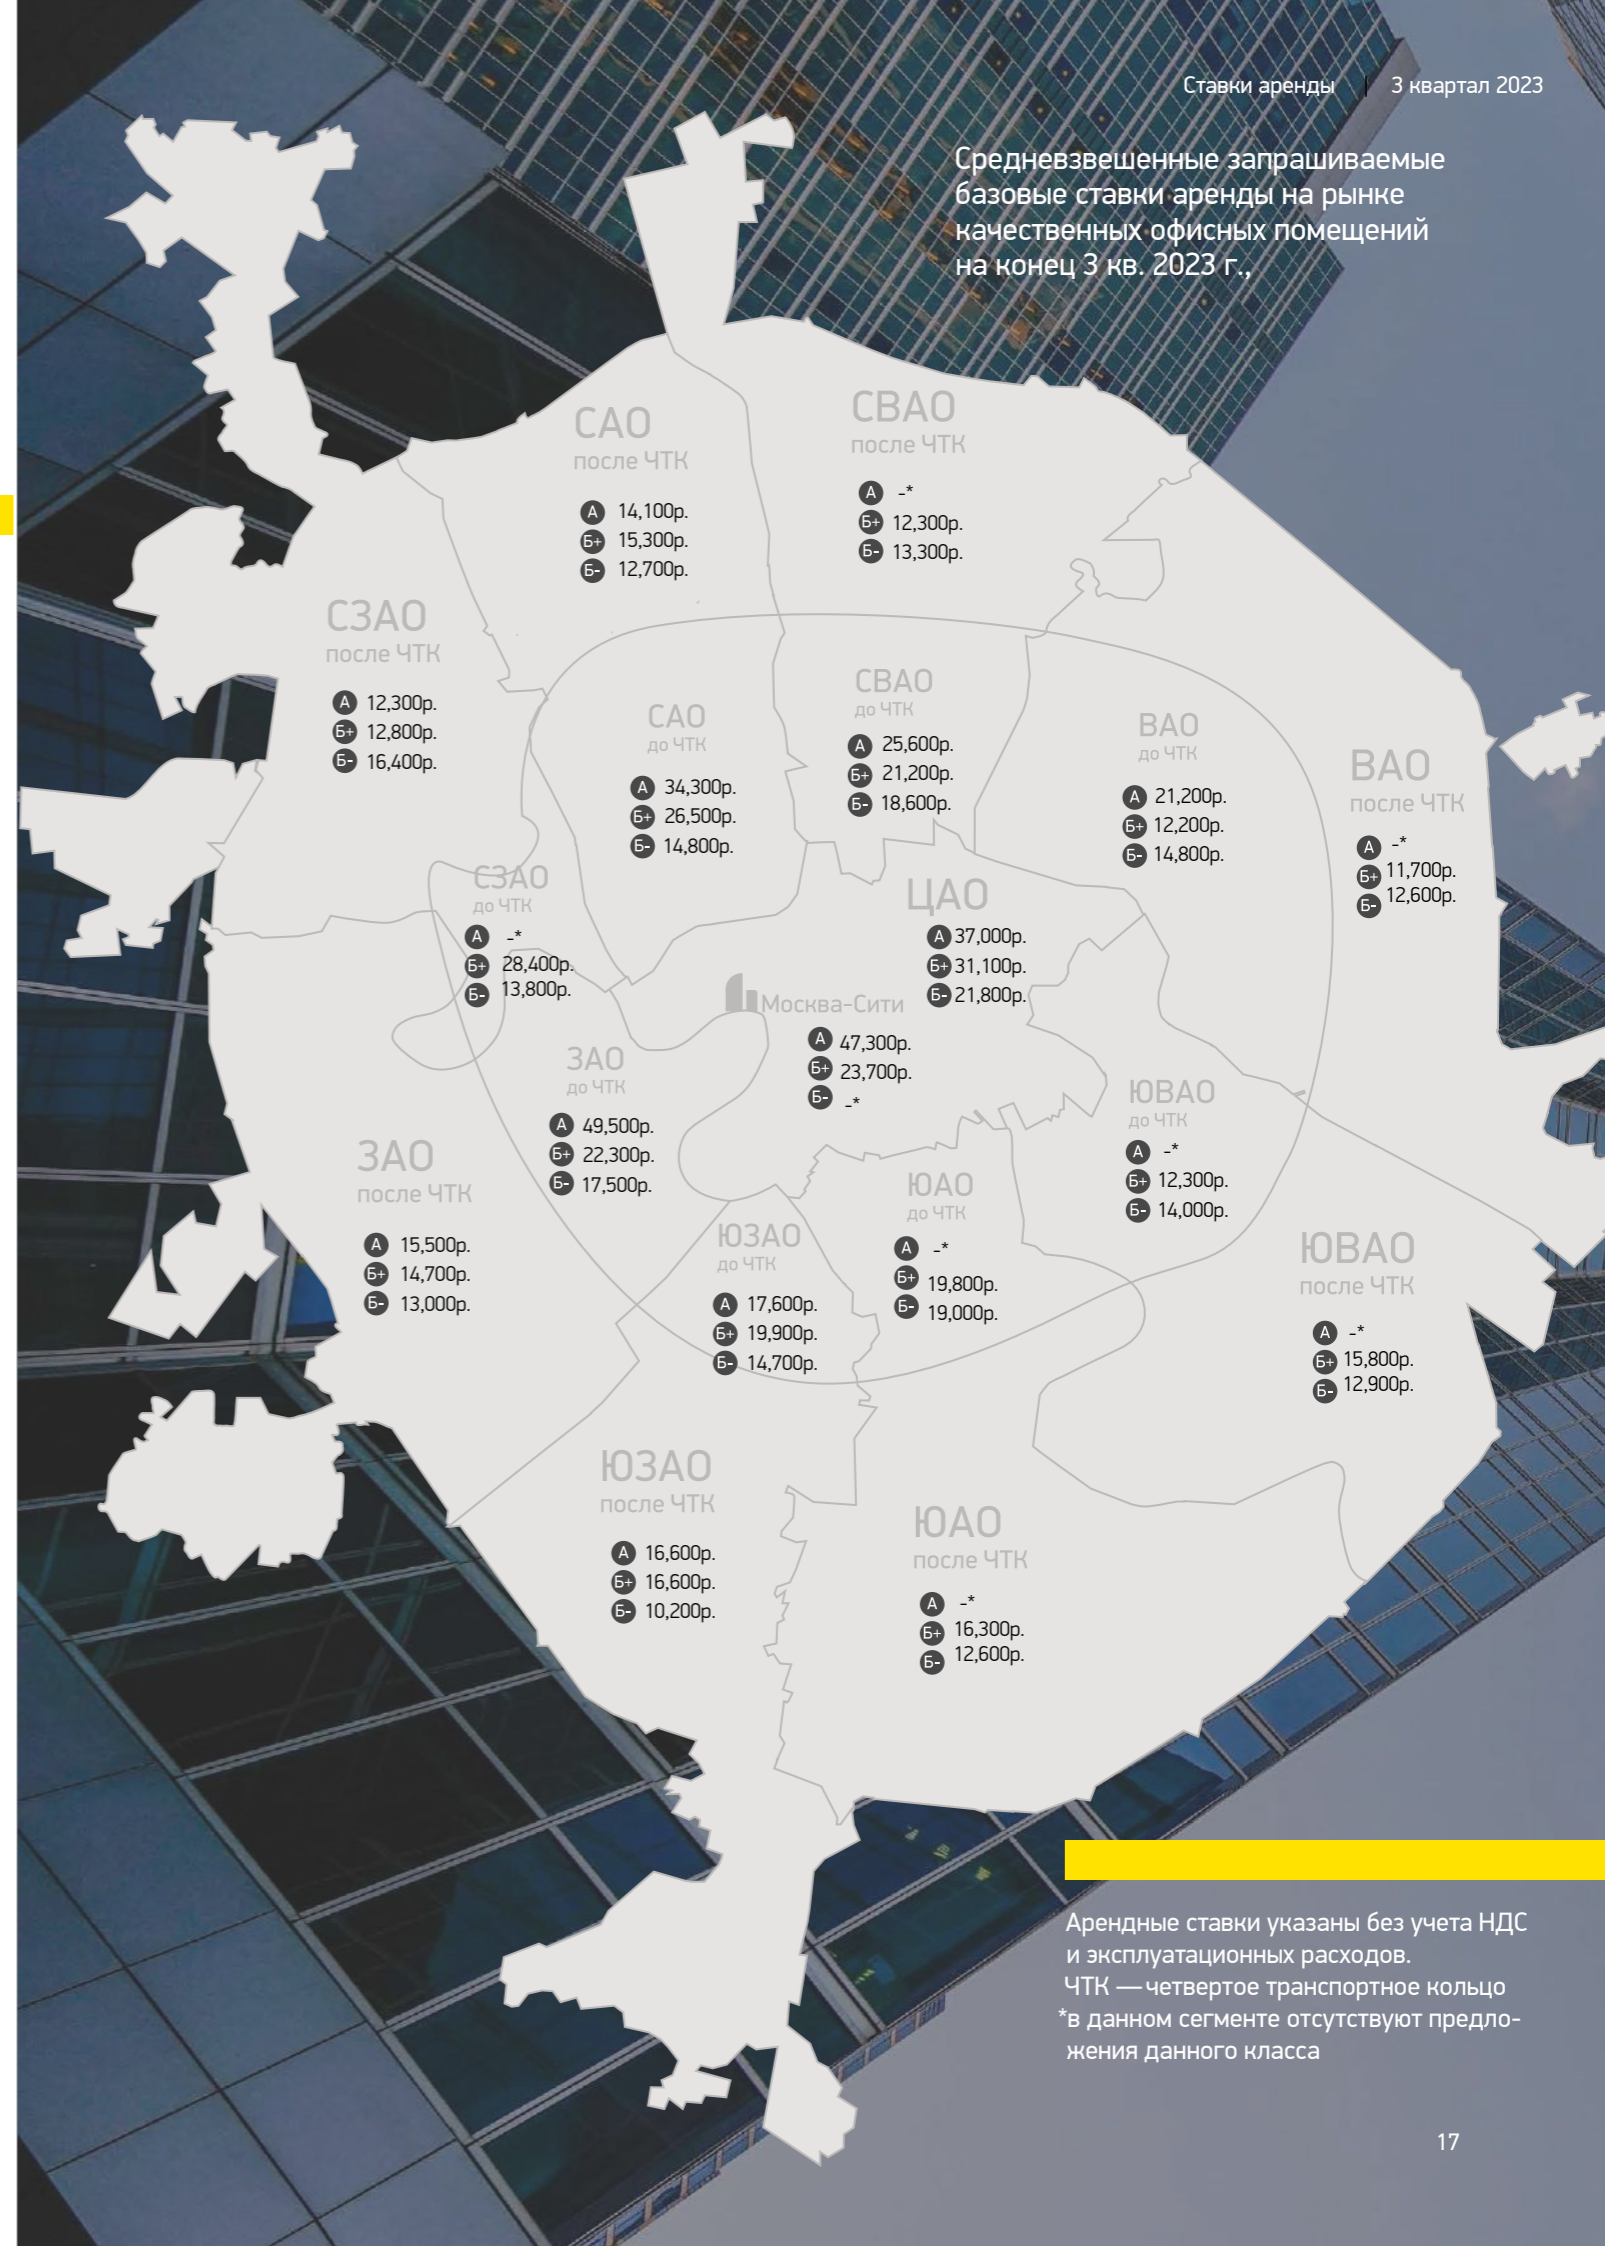 Ставки аренды | 3 квартал 2023
Средневзвешенные запрашиваемые
базовые ставки аренды на рынке
качественных офисных помещений
на конец 3 кв. 2023 г.,
САО
после ЧТК
А 14,100р.
Б+ 15,300р.
Б- 12,700р.
СВАО
после ЧТК
А -*
Б+ 12,300р.
Б- 13,300р.
СЗАО
после ЧТК
А 12,300р.
Б+ 12,800р.
Б- 16,400р.
САО
до ЧТК
А 34,300р.
Б+ 26,500р.
Б- 14,800р.
СВАО
до ЧТК
А 25,600р.
Б+ 21,200р.
Б- 18,600р.
ВАО
до ЧТК
А 21,200р.
Б+ 12,200р.
Б- 14,800р.
ВАО
после ЧТК
А -*
Б+ 11,700р.
Б- 12,600р.
СЗАО
до ЧТК
А -*
Б+ 28,400р.
Б- 13,800р.
ЦАО
А 37,000р.
Б+ 31,100р.
Б- 21,800р.
Москва-Сити
А 47,300р.
Б+ 23,700р.
Б- -*
ЗАО
до ЧТК
А 49,500р.
Б+ 22,300р.
Б- 17,500р.
ЮВАО
до ЧТК
А -*
Б+ 12,300р.
Б- 14,000р.
ЗАО
после ЧТК
А 15,500р.
Б+ 14,700р.
Б- 13,000р.
ЮЗАО
до ЧТК
А 17,600р.
Б+ 19,900р.
Б- 14,700р.
ЮАО
до ЧТК
А -*
Б+ 19,800р.
Б- 19,000р.
ЮВАО
после ЧТК
А -*
Б+ 15,800р.
Б- 12,900р.
ЮЗАО
после ЧТК
А 16,600р.
Б+ 16,600р.
Б- 10,200р.
ЮАО
после ЧТК
А -*
Б+ 16,300р.
Б- 12,600р.
Арендные ставки указаны без учета НДС
и эксплуатационных расходов.
ЧТК — четвертое транспортное кольцо
*в данном сегменте отсутствуют предло-
жения данного класса
17